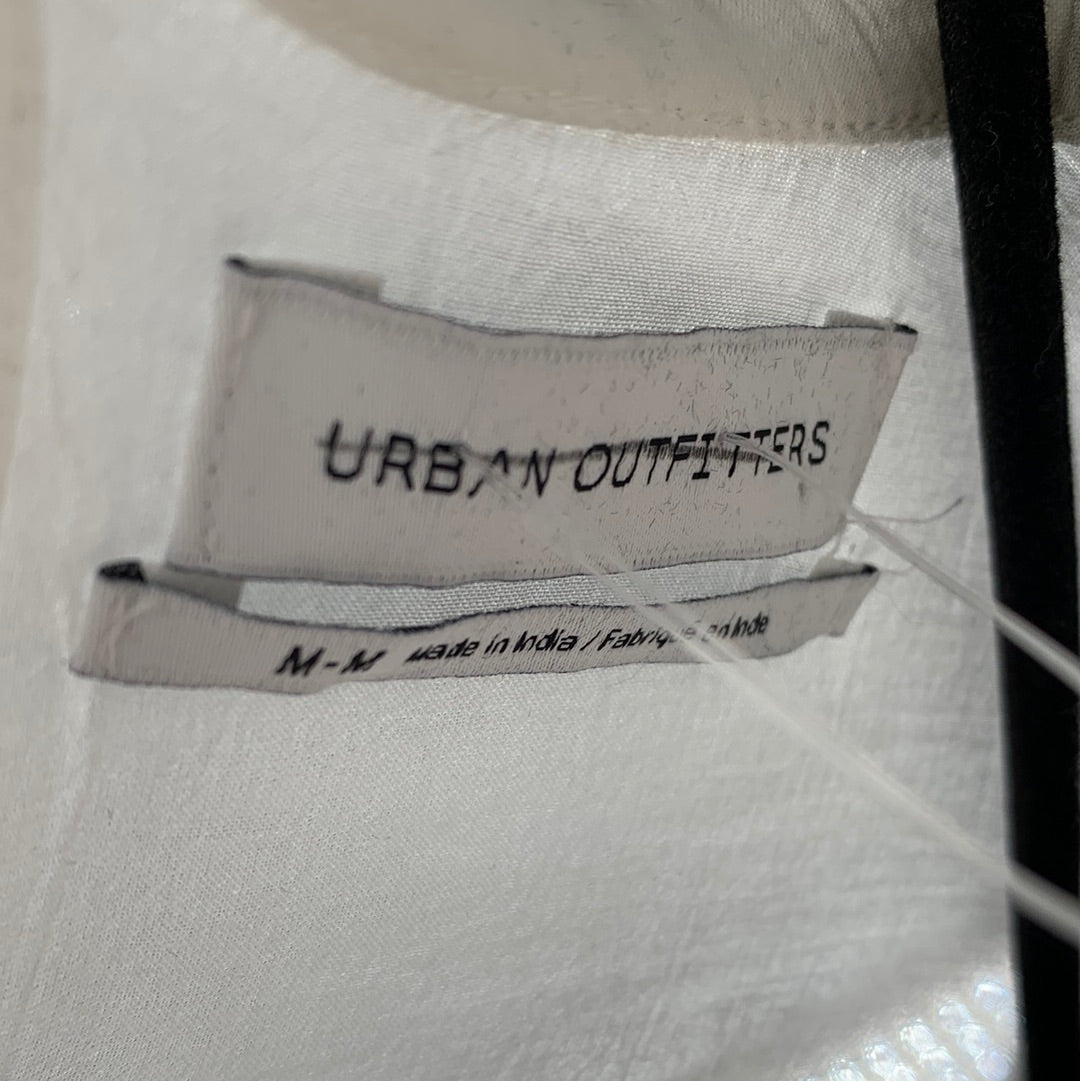 URBAN OUTFITTERS
M-M Made in India / Fabriqué en Inde